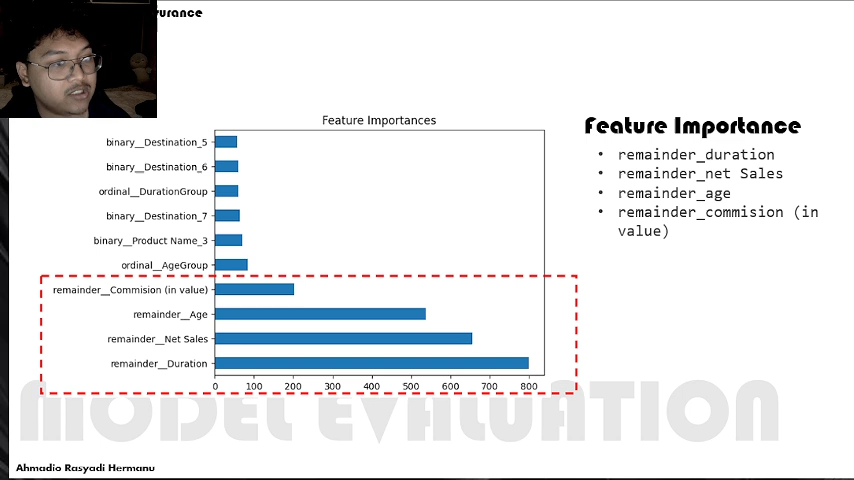 Feature Importances
binary__Destination_5
binary__Destination_6
ordinal__DurationGroup
binary__Destination_7
binary__Product Name_3
ordinal__AgeGroup
remainder__Commision (in value)
remainder__Age
remainder__Net Sales
remainder__Duration
0 100 200 300 400 500 600 700 800
Feature Importance
• remainder_duration
• remainder_net Sales
• remainder_age
• remainder_commision (in
value)
MODEL EVALUATION
Ahmadio Rasyadi Hermanu